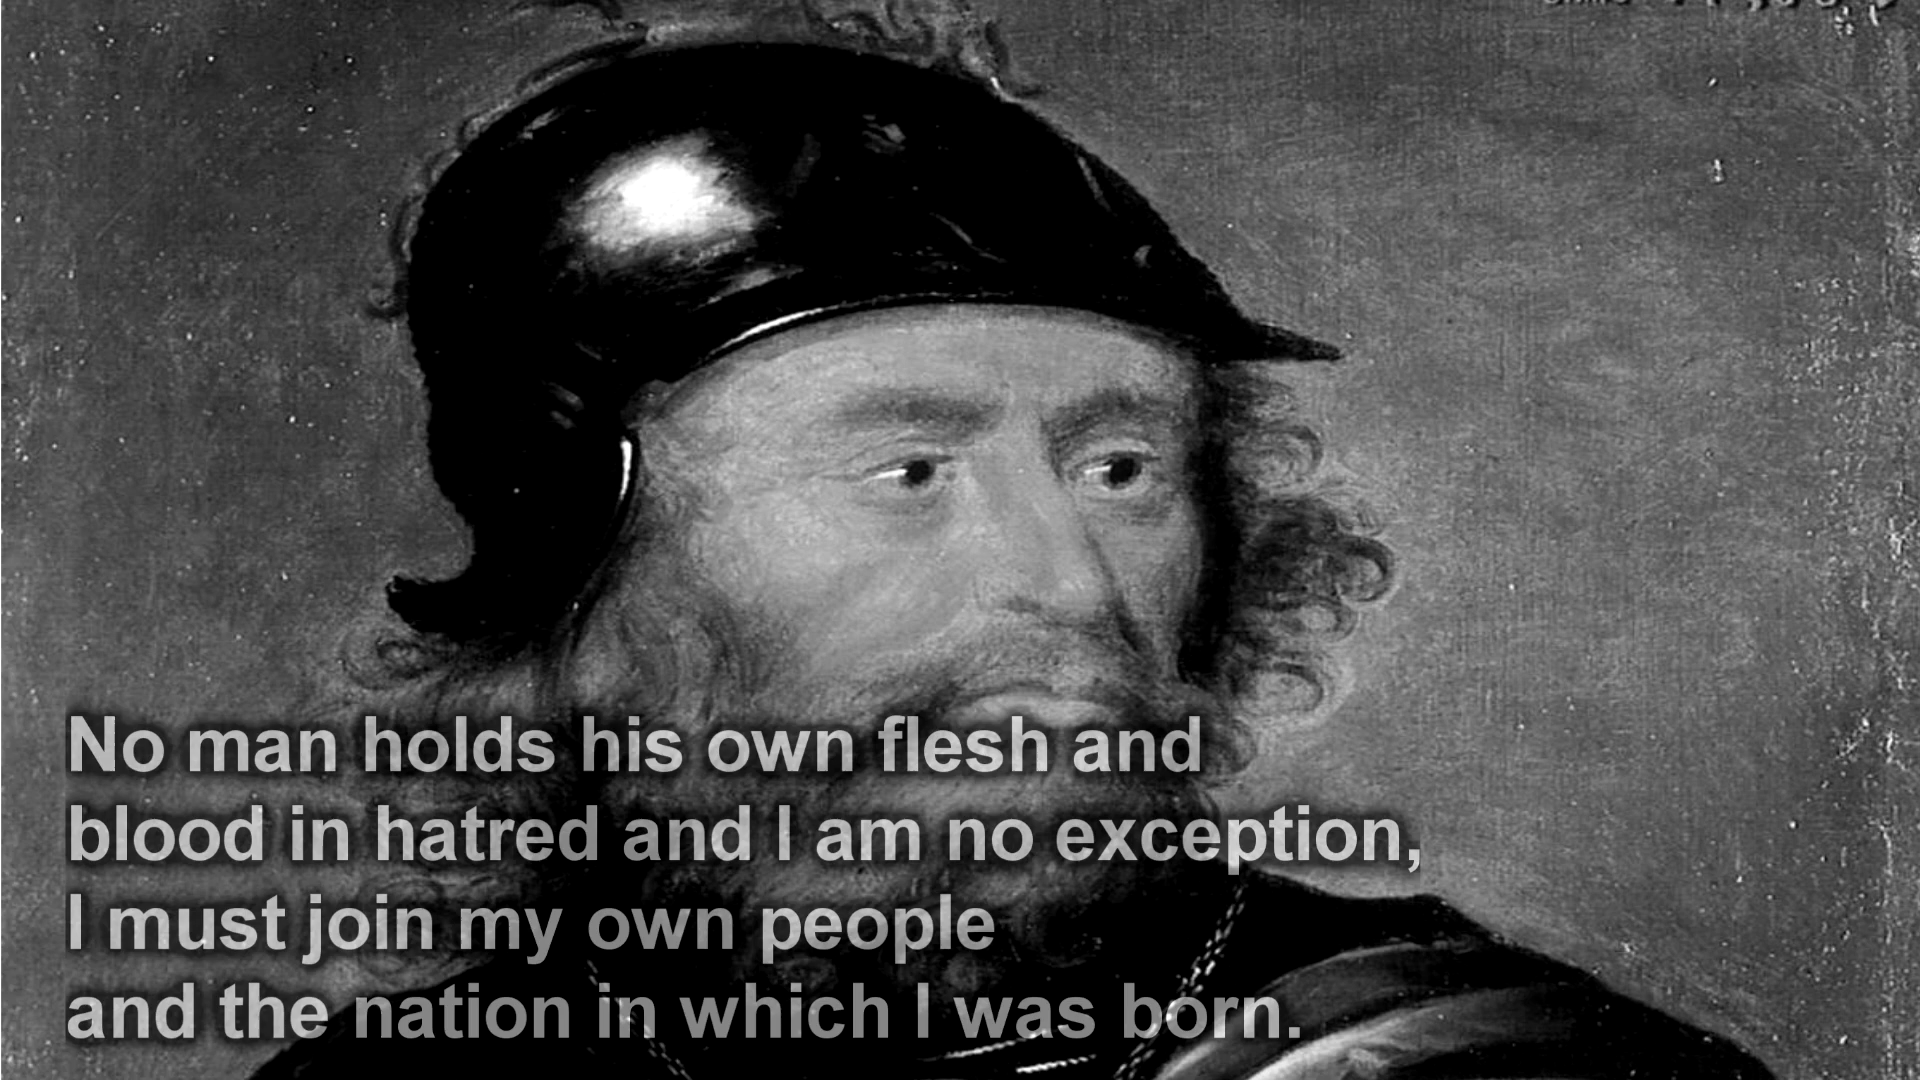 No man holds his own flesh and
blood in hatred and I am no exception,
I must join my own people
and the nation in which I was born.